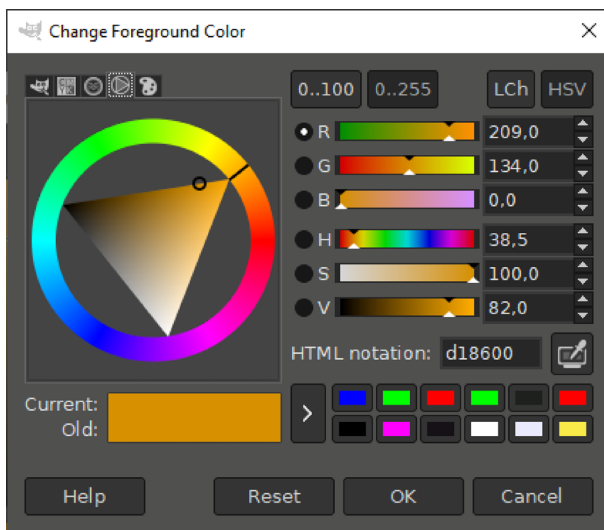 Change Foreground Color
0..100 0..255 LCh HSV
R 209,0
G 134,0
B 0,0
H 38,5
S 100,0
V 82,0
HTML notation: d18600
Current:
Old:
Help Reset OK Cancel